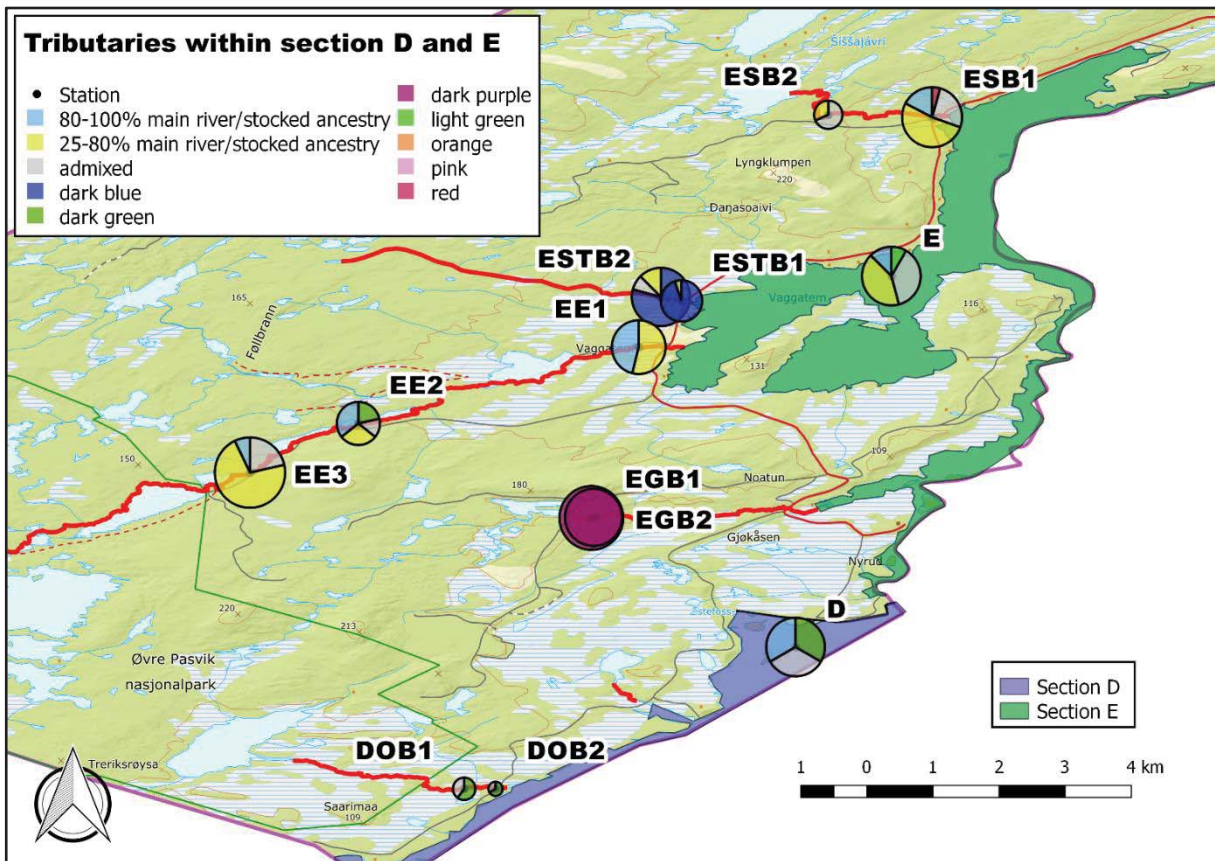 Tributaries within section D and E
Station
80-100% main river/stocked ancestry
25-80% main river/stocked ancestry
admixed
dark blue
dark green
dark purple
light green
orange
pink
red
Šiššajávri
ESB2
ESB1
Lyngklumpen
220
Daŋasoaivi
E
ESTB2
ESTB1
Vaggatem
116
165
Føllbrann
EE1
Vaggatem
131
EE2
150
EE3
109
180
EGB1
Noatun
EGB2
Gjøkåsen
Nyrud
D
220
213
Øvre Pasvik
nasjonalpark
Section D
Section E
DOB1
DOB2
Treriksrøysa
Saarimaa
109
1 0 1 2 3 4 km